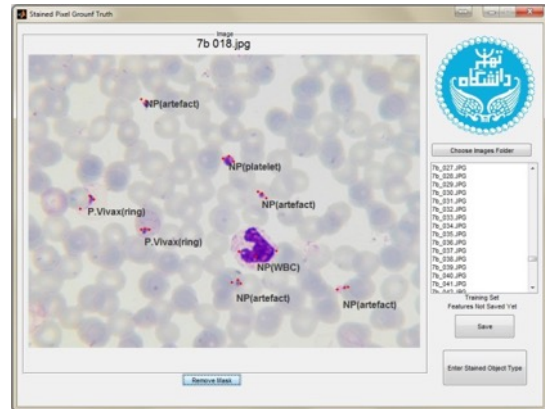 Stained Pixel Grounf Truth
Image
7b 018.jpg
NP(artefact)
NP(platelet)
NP(artefact)
P.Vivax(ring)
P.Vivax(ring)
NP(WBC)
NP(artefact)
NP(artefact)
Remove Mask
دانشگاه
تهران
Choose Images Folder
7b_027.JPG
7b_028.JPG
7b_029.JPG
7b_030.JPG
7b_031.JPG
7b_032.JPG
7b_033.JPG
7b_034.JPG
7b_035.JPG
7b_036.JPG
7b_037.JPG
7b_038.JPG
7b_039.JPG
7b_040.JPG
7b_041.JPG
Training Set
Features Not Saved Yet
Save
Enter Stained Object Type